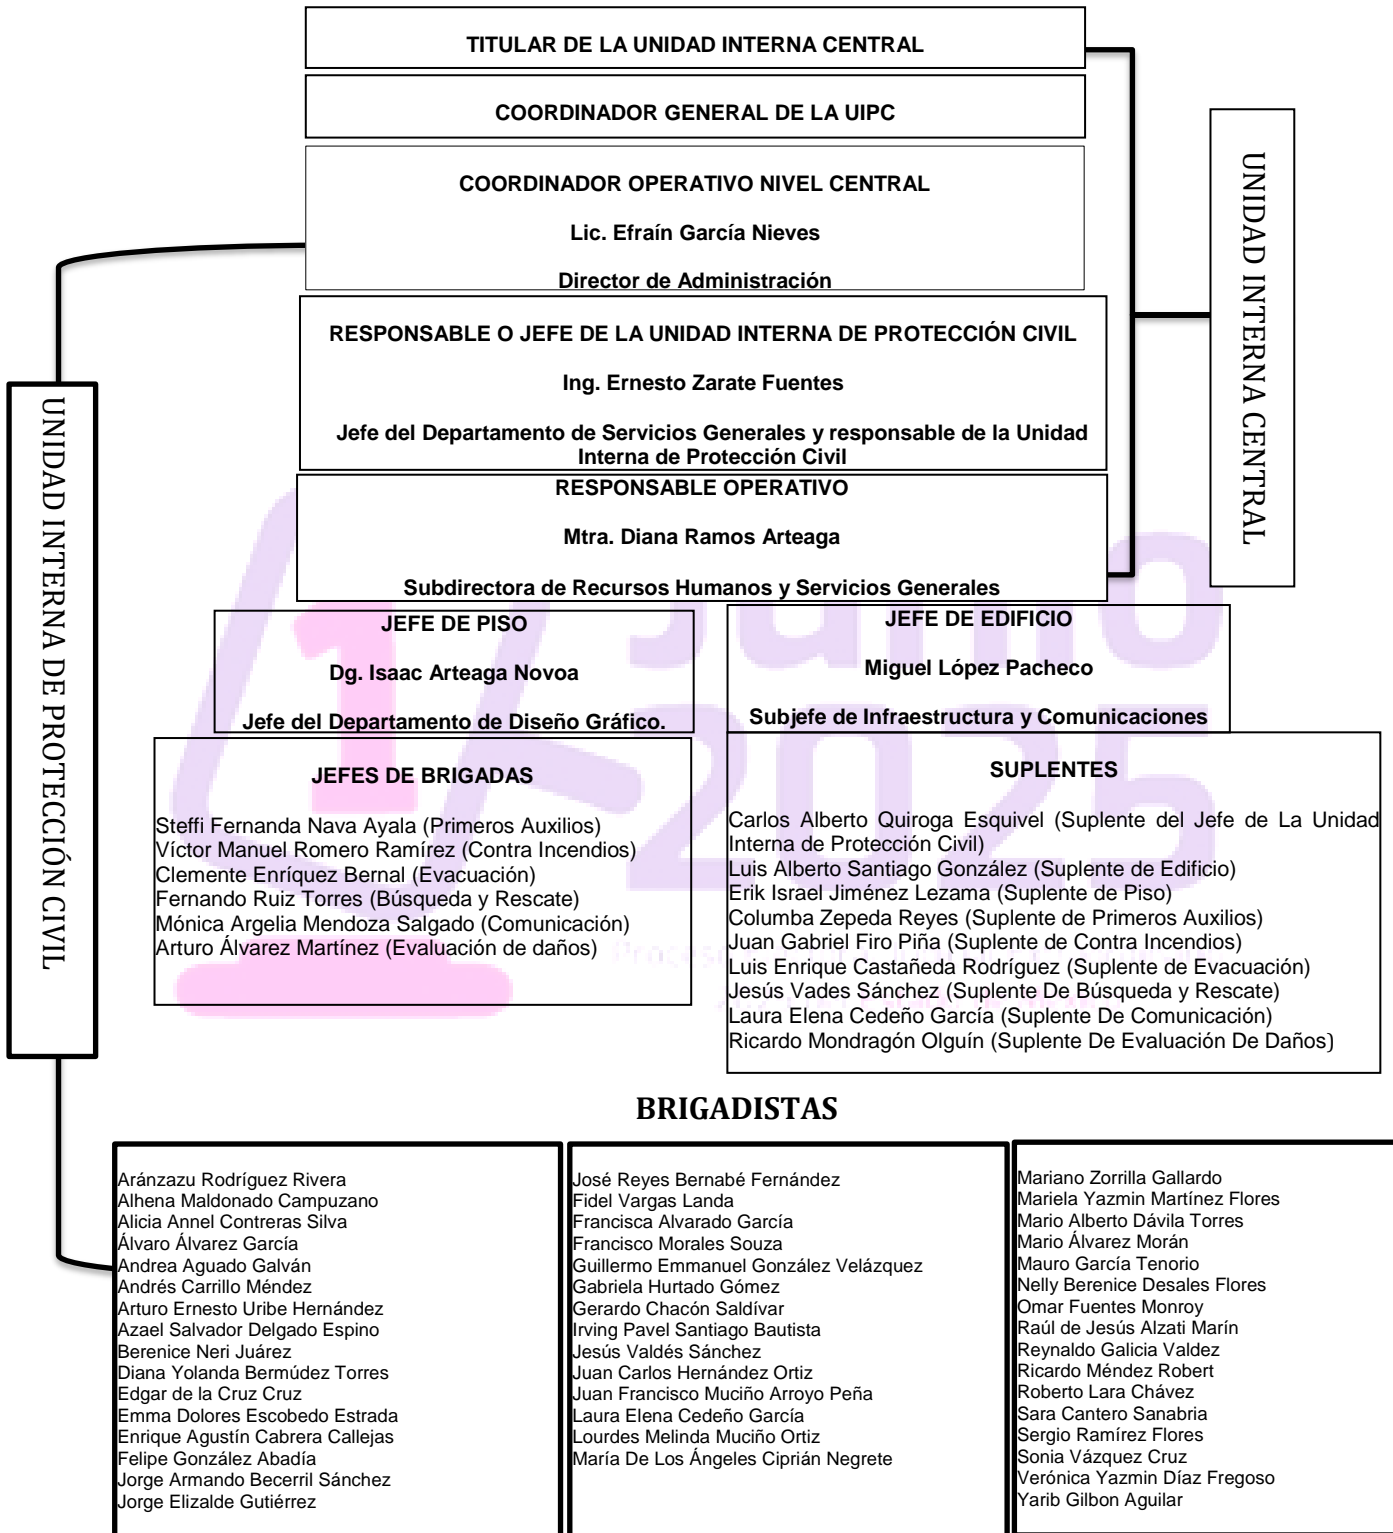 TITULAR DE LA UNIDAD INTERNA CENTRAL
COORDINADOR GENERAL DE LA UIPC
COORDINADOR OPERATIVO NIVEL CENTRAL
Lic. Efraín García Nieves
Director de Administración
RESPONSABLE O JEFE DE LA UNIDAD INTERNA DE PROTECCIÓN CIVIL
Ing. Ernesto Zarate Fuentes
Jefe del Departamento de Servicios Generales y responsable de la Unidad
Interna de Protección Civil
RESPONSABLE OPERATIVO
Mtra. Diana Ramos Arteaga
Subdirectora de Recursos Humanos y Servicios Generales
UNIDAD INTERNA CENTRAL
UNIDAD INTERNA DE PROTECCIÓN CIVIL
JEFE DE PISO
Dg. Isaac Arteaga Novoa
Jefe del Departamento de Diseño Gráfico.
JEFE DE EDIFICIO
Miguel López Pacheco
Subjefe de Infraestructura y Comunicaciones
JEFES DE BRIGADAS
Steffi Fernanda Nava Ayala (Primeros Auxilios)
Víctor Manuel Romero Ramírez (Contra Incendios)
Clemente Enríquez Bernal (Evacuación)
Fernando Ruiz Torres (Búsqueda y Rescate)
Mónica Argelia Mendoza Salgado (Comunicación)
Arturo Álvarez Martínez (Evaluación de daños)
SUPLENTES
Carlos Alberto Quiroga Esquivel (Suplente del Jefe de La Unidad
Interna de Protección Civil)
Luis Alberto Santiago González (Suplente de Edificio)
Erik Israel Jiménez Lezama (Suplente de Piso)
Columba Zepeda Reyes (Suplente de Primeros Auxilios)
Juan Gabriel Firo Piña (Suplente de Contra Incendios)
Luis Enrique Castañeda Rodríguez (Suplente de Evacuación)
Jesús Vades Sánchez (Suplente De Búsqueda y Rescate)
Laura Elena Cedeño García (Suplente De Comunicación)
Ricardo Mondragón Olguín (Suplente De Evaluación De Daños)
1 Junio
2025
BRIGADISTAS
Aránzazu Rodríguez Rivera
Alhena Maldonado Campuzano
Alicia Annel Contreras Silva
Álvaro Álvarez García
Andrea Aguado Galván
Andrés Carrillo Méndez
Arturo Ernesto Uribe Hernández
Azael Salvador Delgado Espino
Berenice Neri Juárez
Diana Yolanda Bermúdez Torres
Edgar de la Cruz Cruz
Emma Dolores Escobedo Estrada
Enrique Agustín Cabrera Callejas
Felipe González Abadía
Jorge Armando Becerril Sánchez
Jorge Elizalde Gutiérrez
José Reyes Bernabé Fernández
Fidel Vargas Landa
Francisca Alvarado García
Francisco Morales Souza
Guillermo Emmanuel González Velázquez
Gabriela Hurtado Gómez
Gerardo Chacón Saldívar
Irving Pavel Santiago Bautista
Jesús Valdés Sánchez
Juan Carlos Hernández Ortiz
Juan Francisco Muciño Arroyo Peña
Laura Elena Cedeño García
Lourdes Melinda Muciño Ortiz
María De Los Ángeles Ciprián Negrete
Mariano Zorrilla Gallardo
Mariela Yazmin Martínez Flores
Mario Alberto Dávila Torres
Mario Álvarez Morán
Mauro García Tenorio
Nelly Berenice Desales Flores
Omar Fuentes Monroy
Raúl de Jesús Alzati Marín
Reynaldo Galicia Valdez
Ricardo Méndez Robert
Roberto Lara Chávez
Sara Cantero Sanabria
Sergio Ramírez Flores
Sonia Vázquez Cruz
Verónica Yazmin Díaz Fregoso
Yarib Gilbon Aguilar